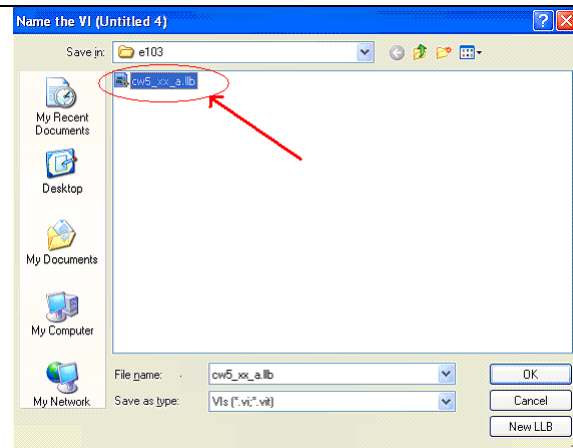 Name the VI (Untitled 4)
Save in: e103
cw5_xx_a.llb
My Recent
Documents
Desktop
My Documents
My Computer
My Network
File name: cw5_xx_a.llb OK
Save as type: VIs (*.vi;*.vit) Cancel
New LLB